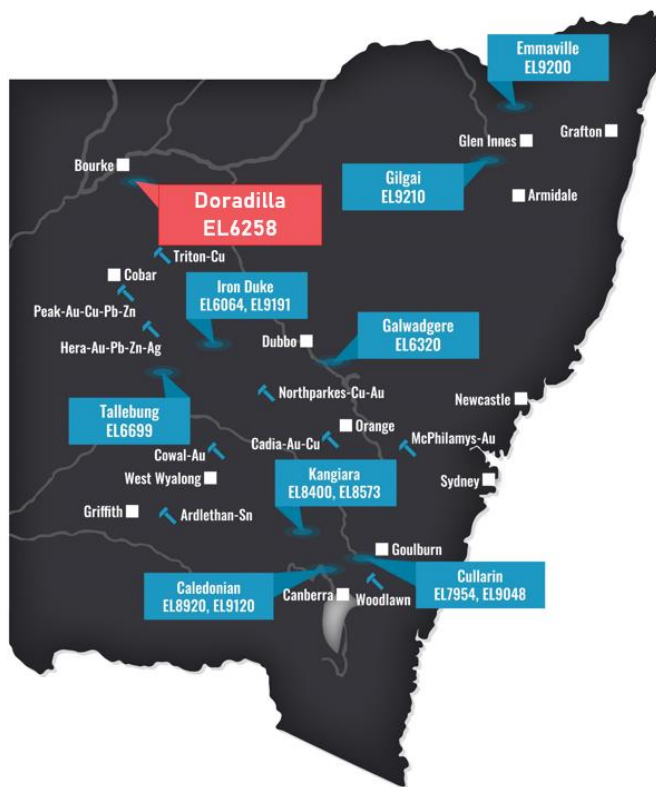 Emmaville
EL9200
Glen Innes
Grafton
Bourke
Gilgai
EL9210
Armidale
Doradilla
EL6258
Triton-Cu
Cobar
Iron Duke
EL6064, EL9191
Peak-Au-Cu-Pb-Zn
Galwadgere
EL6320
Dubbo
Hera-Au-Pb-Zn-Ag
Northparkes-Cu-Au
Newcastle
Tallebung
EL6699
Orange
Cadia-Au-Cu
McPhilamys-Au
Cowal-Au
Kangiara
EL8400, EL8573
West Wyalong
Sydney
Griffith
Ardlethan-Sn
Goulburn
Caledonian
EL8920, EL9120
Cullarin
EL7954, EL9048
Canberra
Woodlawn